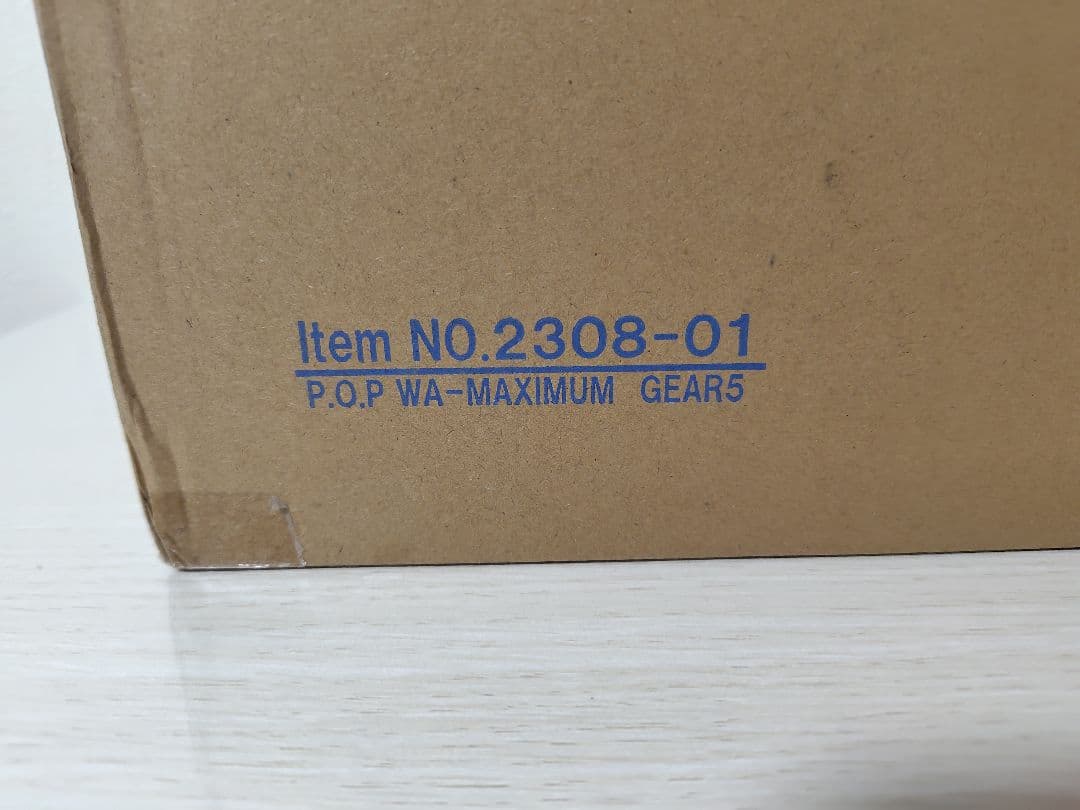 Item NO.2308-01
P.O.P WA-MAXIMUM GEAR5